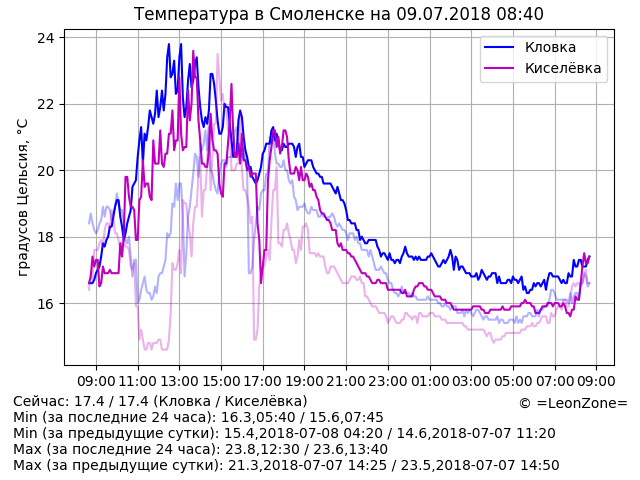 Температура в Смоленске на 09.07.2018 08:40
Кловка
Киселёвка
градусов Цельсия, °C
24
22
20
18
16
09:00 11:00 13:00 15:00 17:00 19:00 21:00 23:00 01:00 03:00 05:00 07:00 09:00
Сейчас: 17.4 / 17.4 (Кловка / Киселёвка)
© =LeonZone=
Min (за последние 24 часа): 16.3,05:40 / 15.6,07:45
Min (за предыдущие сутки): 15.4,2018-07-08 04:20 / 14.6,2018-07-07 11:20
Max (за последние 24 часа): 23.8,12:30 / 23.6,13:40
Max (за предыдущие сутки): 21.3,2018-07-07 14:25 / 23.5,2018-07-07 14:50